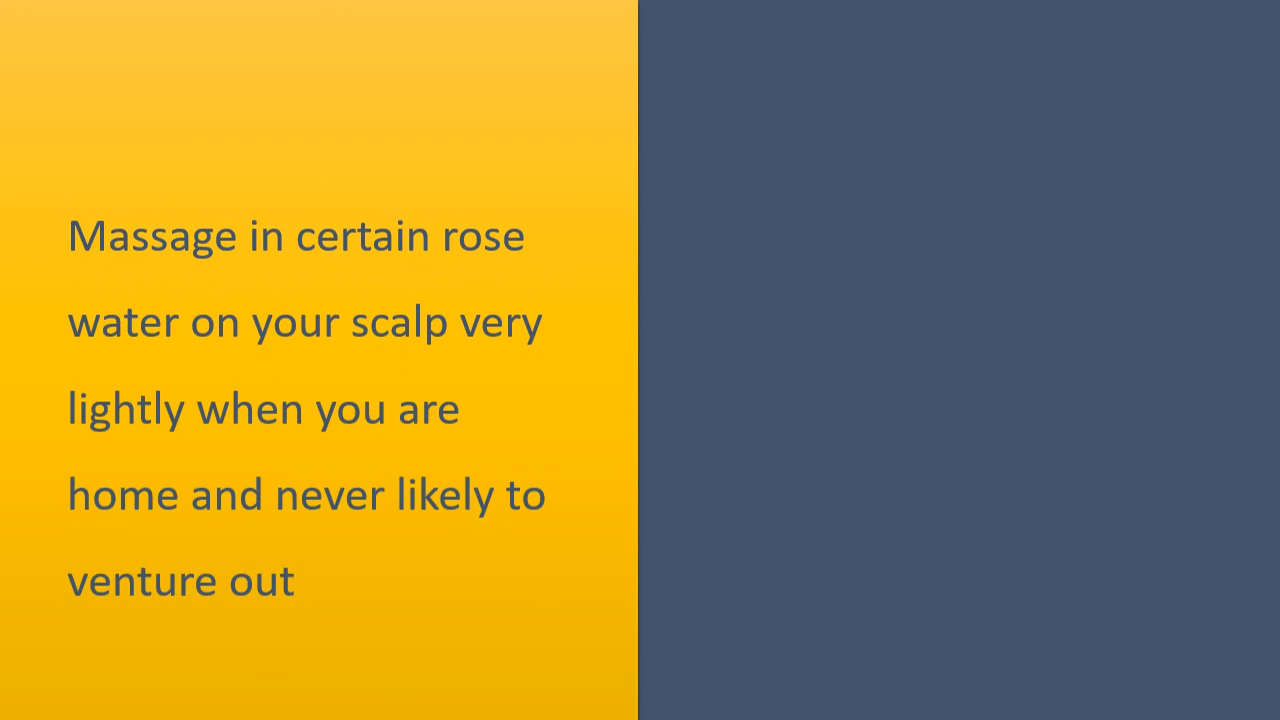 Massage in certain rose
water on your scalp very
lightly when you are
home and never likely to
venture out